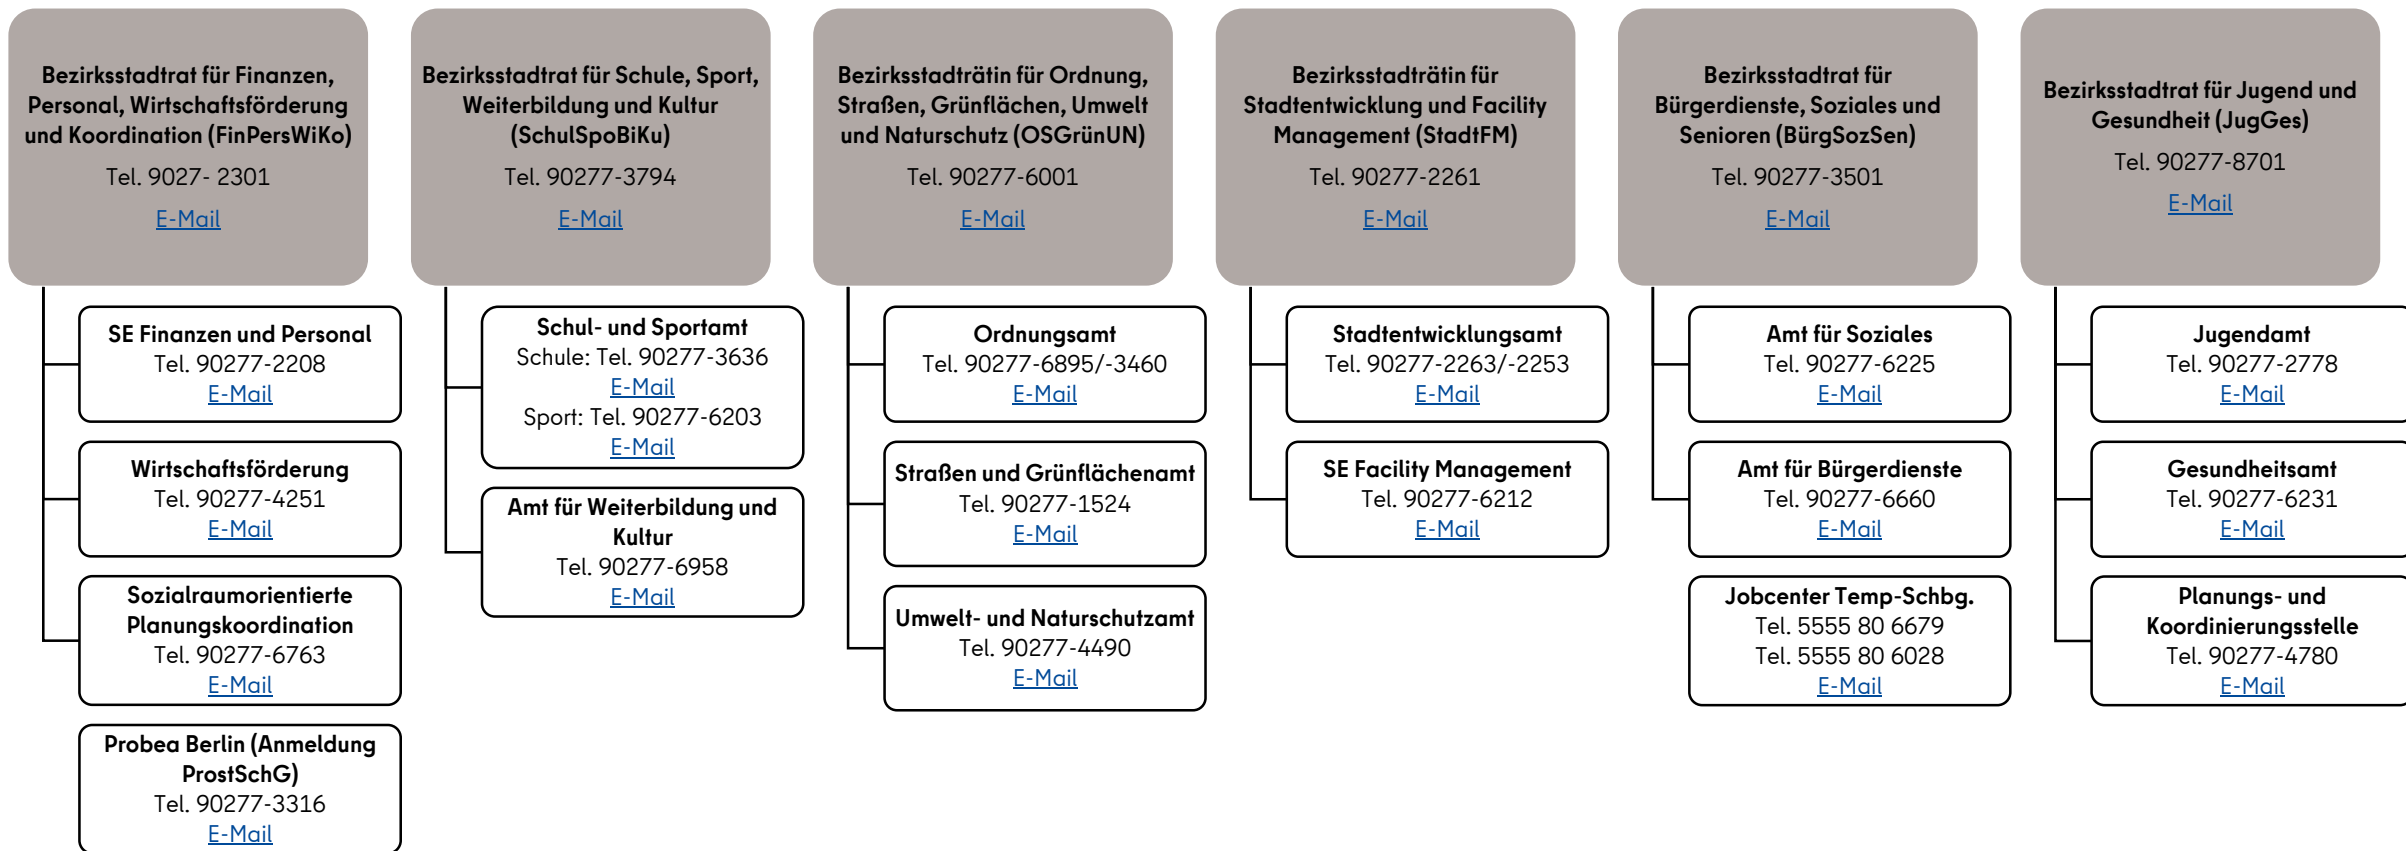 Bezirksstadtrat für Finanzen,
Personal, Wirtschaftsförderung
und Koordination (FinPersWiKo)
Tel. 9027- 2301
E-Mail
SE Finanzen und Personal
Tel. 90277-2208
E-Mail
Wirtschaftsförderung
Tel. 90277-4251
E-Mail
Sozialraumorientierte
Planungskoordination
Tel. 90277-6763
E-Mail
Probea Berlin (Anmeldung
ProstSchG)
Tel. 90277-3316
E-Mail
Bezirksstadtrat für Schule, Sport,
Weiterbildung und Kultur
(SchulSpoBiKu)
Tel. 90277-3794
E-Mail
Schul- und Sportamt
Schule: Tel. 90277-3636
E-Mail
Sport: Tel. 90277-6203
E-Mail
Amt für Weiterbildung und
Kultur
Tel. 90277-6958
E-Mail
Bezirksstadträtin für Ordnung,
Straßen, Grünflächen, Umwelt
und Naturschutz (OSGrünUN)
Tel. 90277-6001
E-Mail
Ordnungsamt
Tel. 90277-6895/-3460
E-Mail
Straßen und Grünflächenamt
Tel. 90277-1524
E-Mail
Umwelt- und Naturschutzamt
Tel. 90277-4490
E-Mail
Bezirksstadträtin für
Stadtentwicklung und Facility
Management (StadtFM)
Tel. 90277-2261
E-Mail
Stadtentwicklungsamt
Tel. 90277-2263/-2253
E-Mail
SE Facility Management
Tel. 90277-6212
E-Mail
Bezirksstadtrat für
Bürgerdienste, Soziales und
Senioren (BürgSozSen)
Tel. 90277-3501
E-Mail
Amt für Soziales
Tel. 90277-6225
E-Mail
Amt für Bürgerdienste
Tel. 90277-6660
E-Mail
Jobcenter Temp-Schbg.
Tel. 5555 80 6679
Tel. 5555 80 6028
E-Mail
Bezirksstadtrat für Jugend und
Gesundheit (JugGes)
Tel. 90277-8701
E-Mail
Jugendamt
Tel. 90277-2778
E-Mail
Gesundheitsamt
Tel. 90277-6231
E-Mail
Planungs- und
Koordinierungsstelle
Tel. 90277-4780
E-Mail